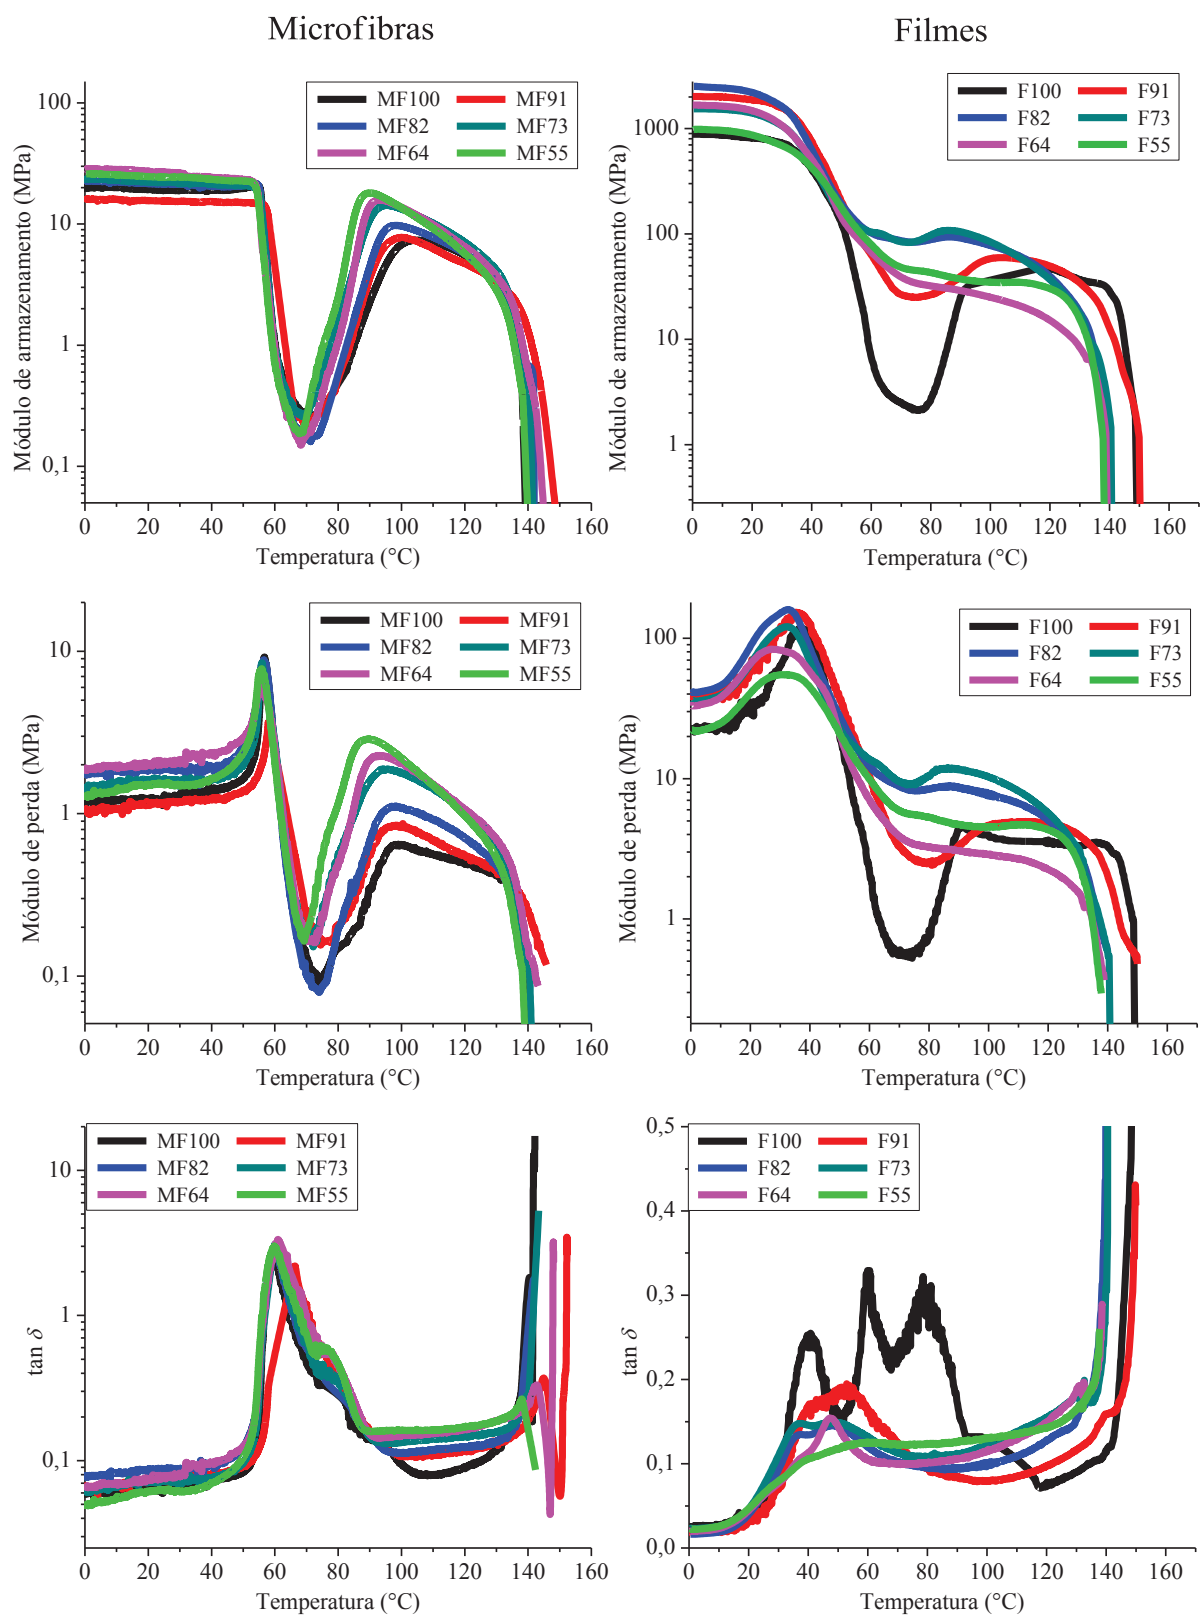 Microfibras
Filmes
Módulo de armazenamento (MPa)
100
10
1
0,1
MF100 MF91
MF82 MF73
MF64 MF55
0 20 40 60 80 100 120 140 160
Temperatura (°C)
Módulo de armazenamento (MPa)
1000
100
10
1
F100 F91
F82 F73
F64 F55
0 20 40 60 80 100 120 140 160
Temperatura (°C)
Módulo de perda (MPa)
10
1
0,1
MF100 MF91
MF82 MF73
MF64 MF55
0 20 40 60 80 100 120 140 160
Temperatura (°C)
Módulo de perda (MPa)
100
10
1
F100 F91
F82 F73
F64 F55
0 20 40 60 80 100 120 140 160
Temperatura (°C)
tan δ
10
1
0,1
MF100 MF91
MF82 MF73
MF64 MF55
0 20 40 60 80 100 120 140 160
Temperatura (°C)
tan δ
0,5
0,4
0,3
0,2
0,1
0,0
F100 F91
F82 F73
F64 F55
0 20 40 60 80 100 120 140 160
Temperatura (°C)